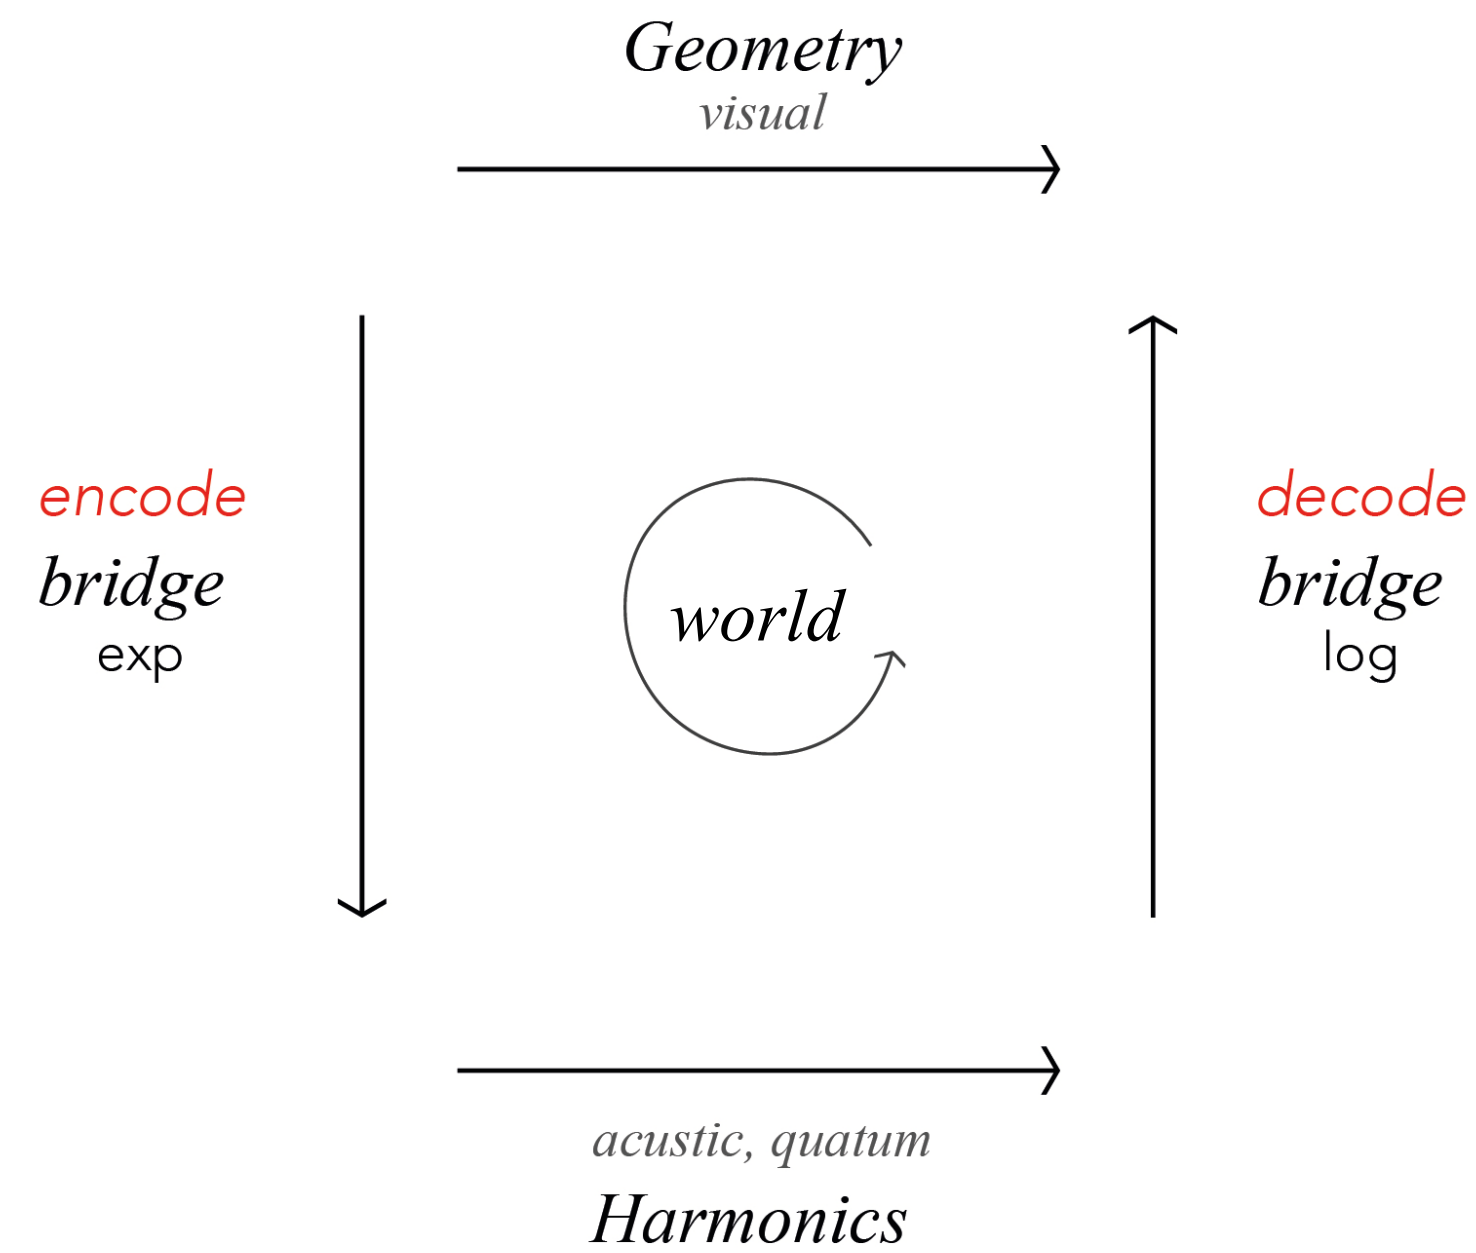 Geometry
visual
encode
bridge
exp
world
decode
bridge
log
acustic, quatum
Harmonics